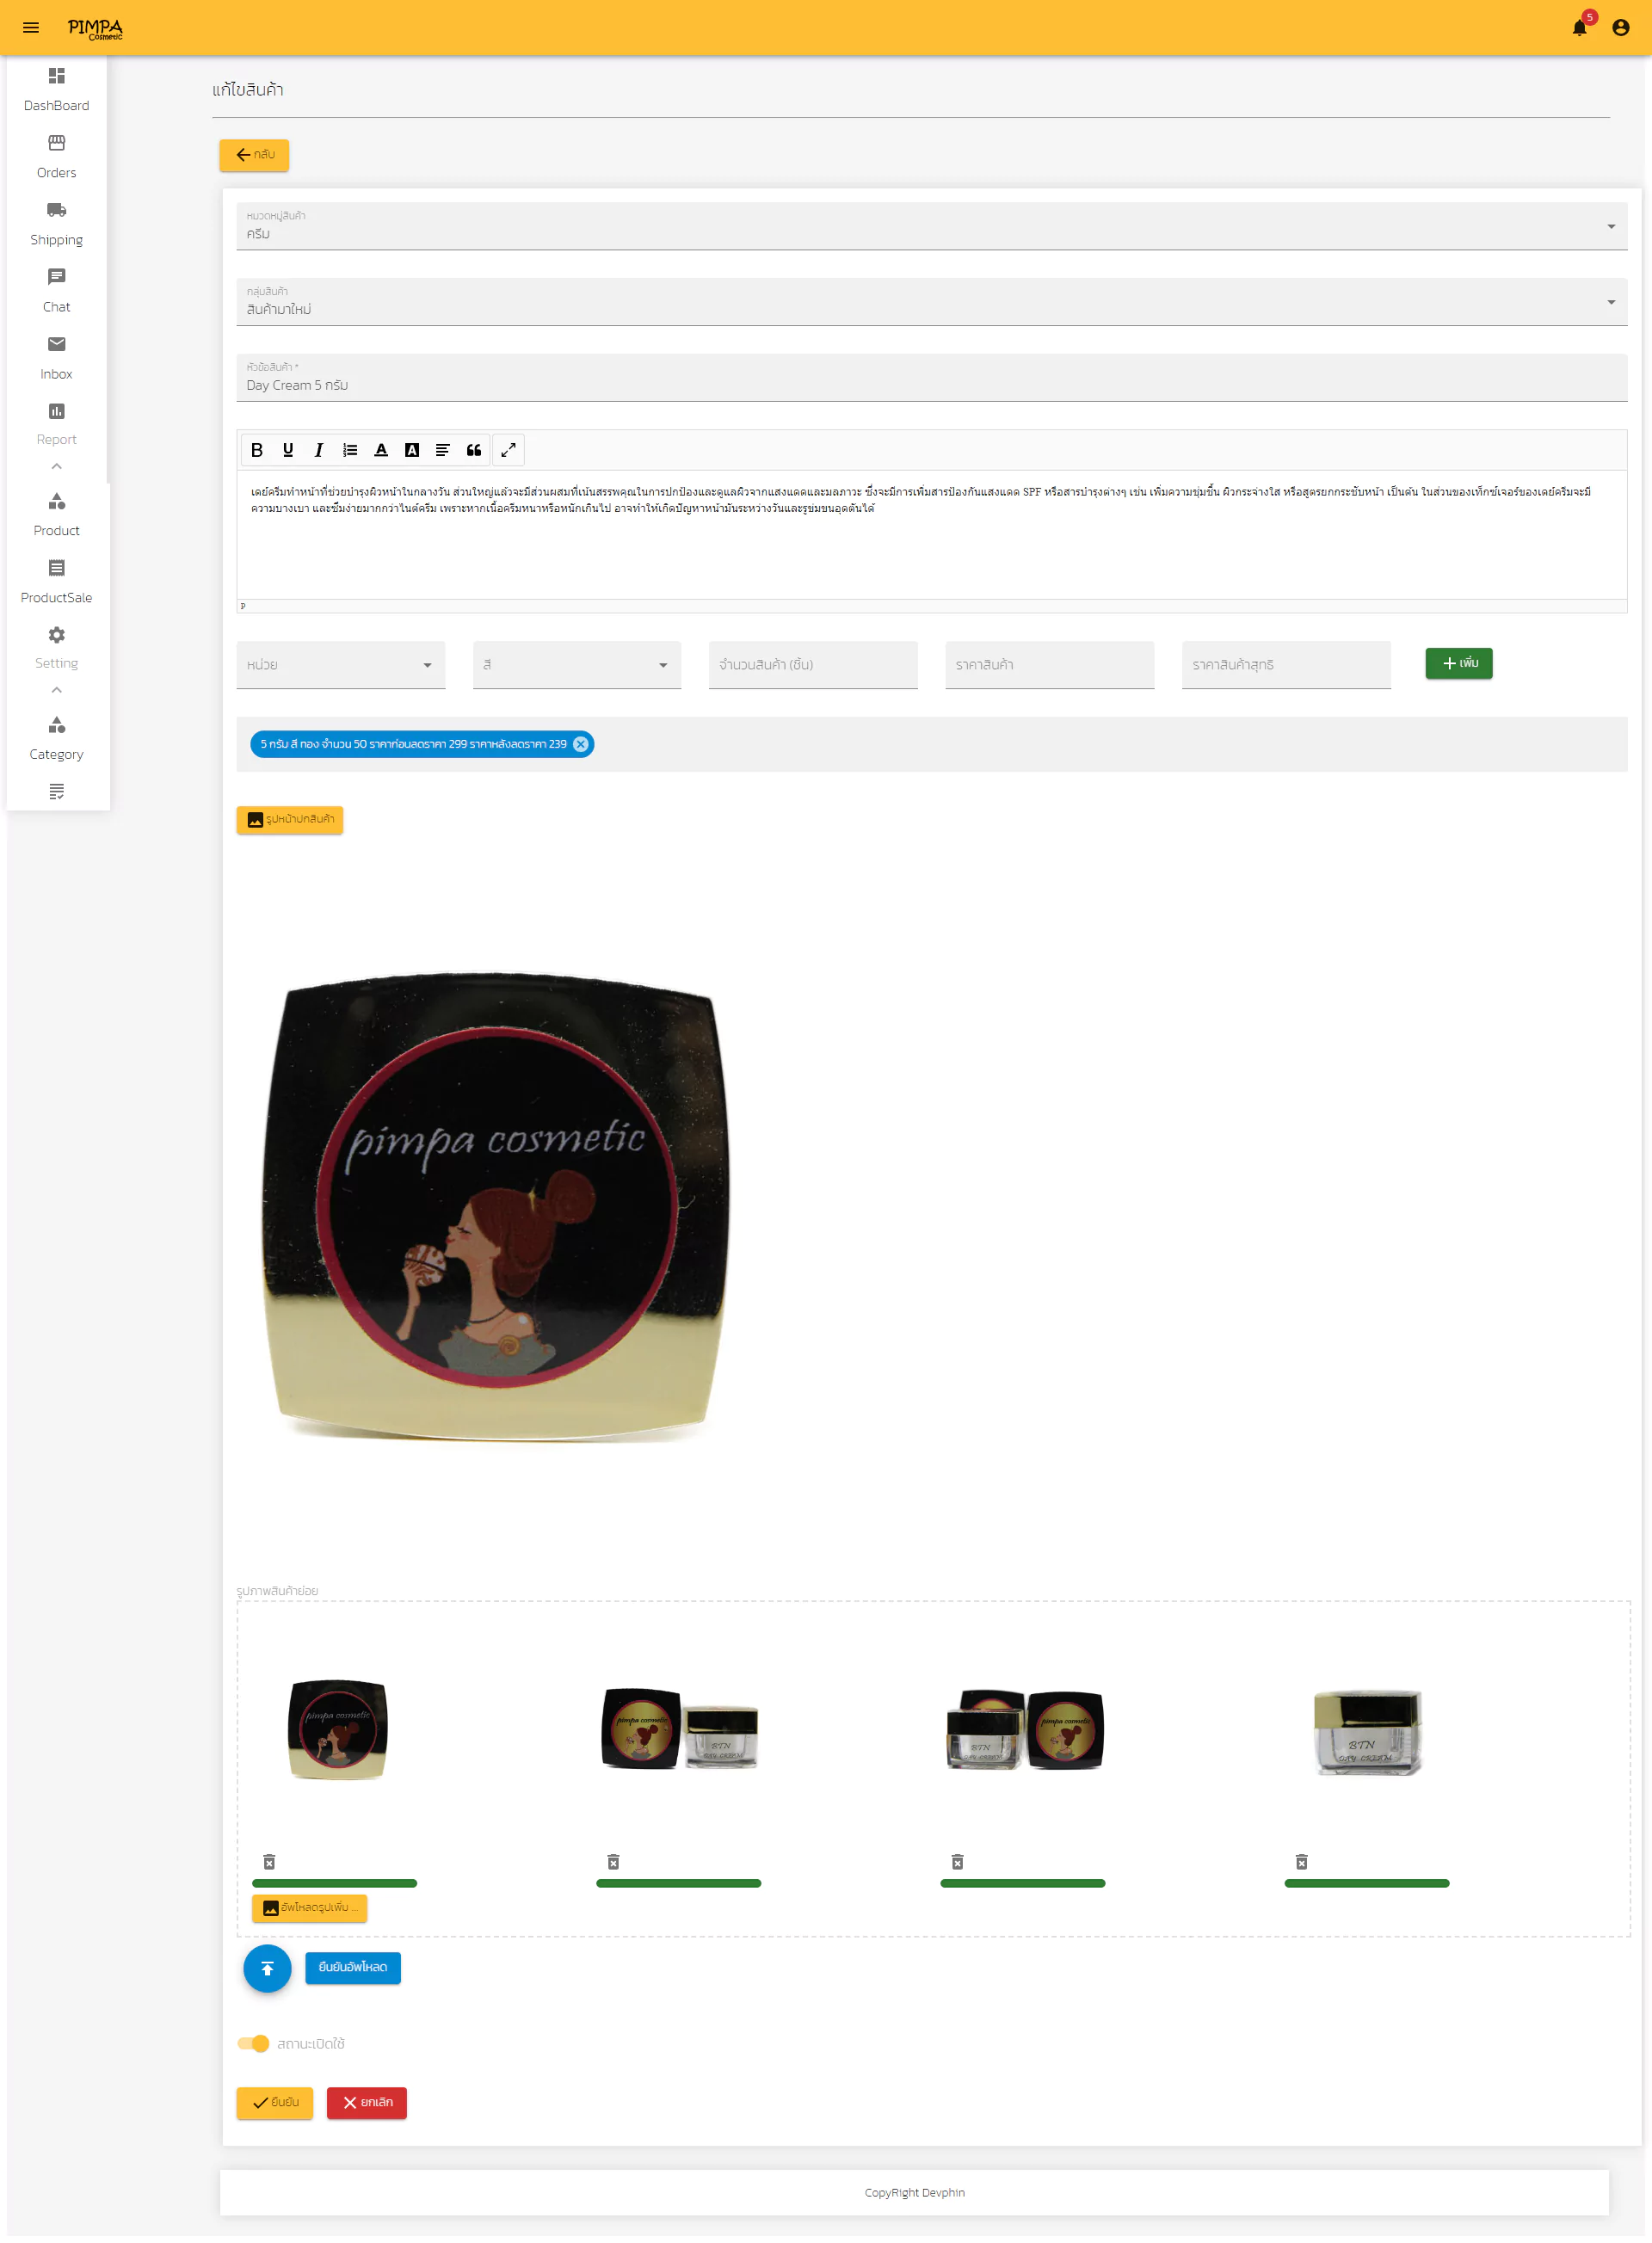 PIMPA
Cosmetic
5
DashBoard
Orders
Shipping
Chat
Inbox
Report
Product
ProductSale
Setting
Category
แก้ไขสินค้า
กลับ
หมวดหมู่สินค้า
ครีม
กลุ่มสินค้า
สินค้ามาใหม่
หัวข้อสินค้า *
Day Cream 5 กรัม
B U I A A
เดย์ครีมทำหน้าที่ช่วยบำรุงผิวหน้าในกลางวัน ส่วนใหญ่แล้วจะมีส่วนผสมที่เน้นสรรพคุณในการปกป้องและดูแลผิวจากแสงแดดและมลภาวะ ซึ่งจะมีการเพิ่มสารป้องกันแสงแดด SPF หรือสารบำรุงต่างๆ เช่น เพิ่มความชุ่มชื้น ผิวกระจ่างใส หรือสูตรยกกระชับหน้า เป็นต้น ในส่วนของเท็กซ์เจอร์ของเดย์ครีมจะมี
ความบางเบา และซึมง่ายมากกว่าไนต์ครีม เพราะหากเนื้อครีมหนาหรือหนักเกินไป อาจทำให้เกิดปัญหาหน้ามันระหว่างวันและรูขุมขนอุดตันได้
P
หน่วย
สี
จำนวนสินค้า (ชิ้น)
ราคาสินค้า
ราคาสินค้าสุทธิ
เพิ่ม
5 กรัม สี ทอง จำนวน 50 ราคาก่อนลดราคา 299 ราคาหลังลดราคา 239
รูปหน้าปกสินค้า
pimpa cosmetic
รูปภาพสินค้าย่อย
pimpa cosmetic
pimpa cosmetic
BTN
DAY CREAM
BTN
DAY CREAM
pimpa cosmetic
BTN
DAY CREAM
อัพโหลดรูปเพิ่ม ...
ยืนยันอัพโหลด
สถานะเปิดใช้
ยืนยัน
ยกเลิก
CopyRight Devphin